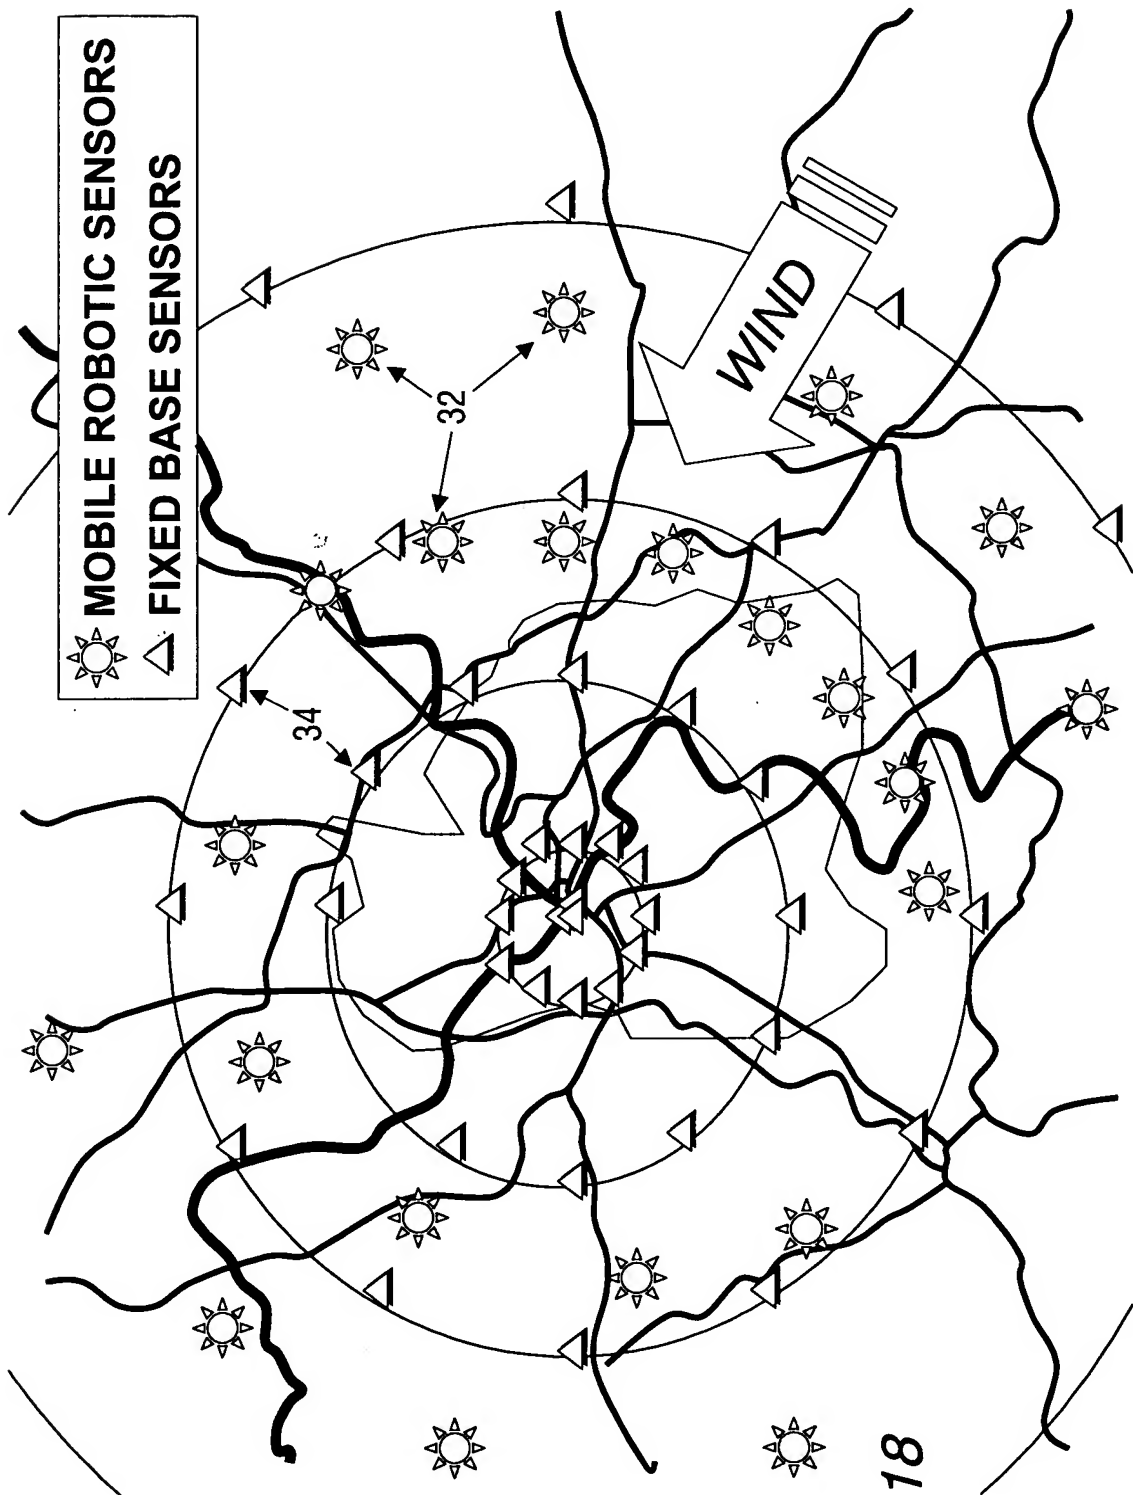 MOBILE ROBOTIC SENSORS
FIXED BASE SENSORS
32
34
WIND
18